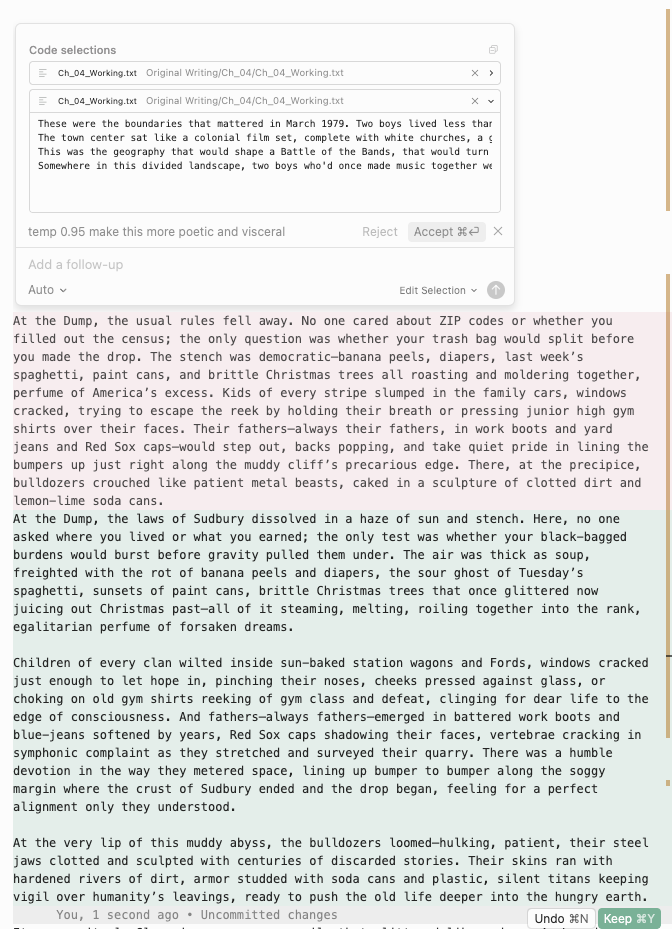 Code selections
Ch_04_Working.txt Original Writing/Ch_04/Ch_04_Working.txt
Ch_04_Working.txt Original Writing/Ch_04/Ch_04_Working.txt
These were the boundaries that mattered in March 1979. Two boys lived less than
The town center sat like a colonial film set, complete with white churches, a g
This was the geography that would shape a Battle of the Bands, that would turn
Somewhere in this divided landscape, two boys who'd once made music together we
temp 0.95 make this more poetic and visceral Reject Accept ⌘⏎
Add a follow-up
Auto Edit Selection
At the Dump, the usual rules fell away. No one cared about ZIP codes or whether you
filled out the census; the only question was whether your trash bag would split before
you made the drop. The stench was democratic—banana peels, diapers, last week’s
spaghetti, paint cans, and brittle Christmas trees all roasting and moldering together,
perfume of America’s excess. Kids of every stripe slumped in the family cars, windows
cracked, trying to escape the reek by holding their breath or pressing junior high gym
shirts over their faces. Their fathers—always their fathers, in work boots and yard
jeans and Red Sox caps—would step out, backs popping, and take quiet pride in lining the
bumpers up just right along the muddy cliff’s precarious edge. There, at the precipice,
bulldozers crouched like patient metal beasts, caked in a sculpture of clotted dirt and
lemon-lime soda cans.
At the Dump, the laws of Sudbury dissolved in a haze of sun and stench. Here, no one
asked where you lived or what you earned; the only test was whether your black-bagged
burdens would burst before gravity pulled them under. The air was thick as soup,
freighted with the rot of banana peels and diapers, the sour ghost of Tuesday’s
spaghetti, sunsets of paint cans, brittle Christmas trees that once glittered now
juicing out Christmas past—all of it steaming, melting, roiling together into the rank,
egalitarian perfume of forsaken dreams.
Children of every clan wilted inside sun-baked station wagons and Fords, windows cracked
just enough to let hope in, pinching their noses, cheeks pressed against glass, or
choking on old gym shirts reeking of gym class and defeat, clinging for dear life to the
edge of consciousness. And fathers—always fathers—emerged in battered work boots and
blue-jeans softened by years, Red Sox caps shadowing their faces, vertebrae cracking in
symphonic complaint as they stretched and surveyed their quarry. There was a humble
devotion in the way they metered space, lining up bumper to bumper along the soggy
margin where the crust of Sudbury ended and the drop began, feeling for a perfect
alignment only they understood.
At the very lip of this muddy abyss, the bulldozers loomed—hulking, patient, their steel
jaws clotted and sculpted with centuries of discarded stories. Their skins ran with
hardened rivers of dirt, armor studded with soda cans and plastic, silent titans keeping
vigil over humanity’s leavings, ready to push the old life deeper into the hungry earth.
You, 1 second ago • Uncommitted changes
Undo ⌘N Keep ⌘Y